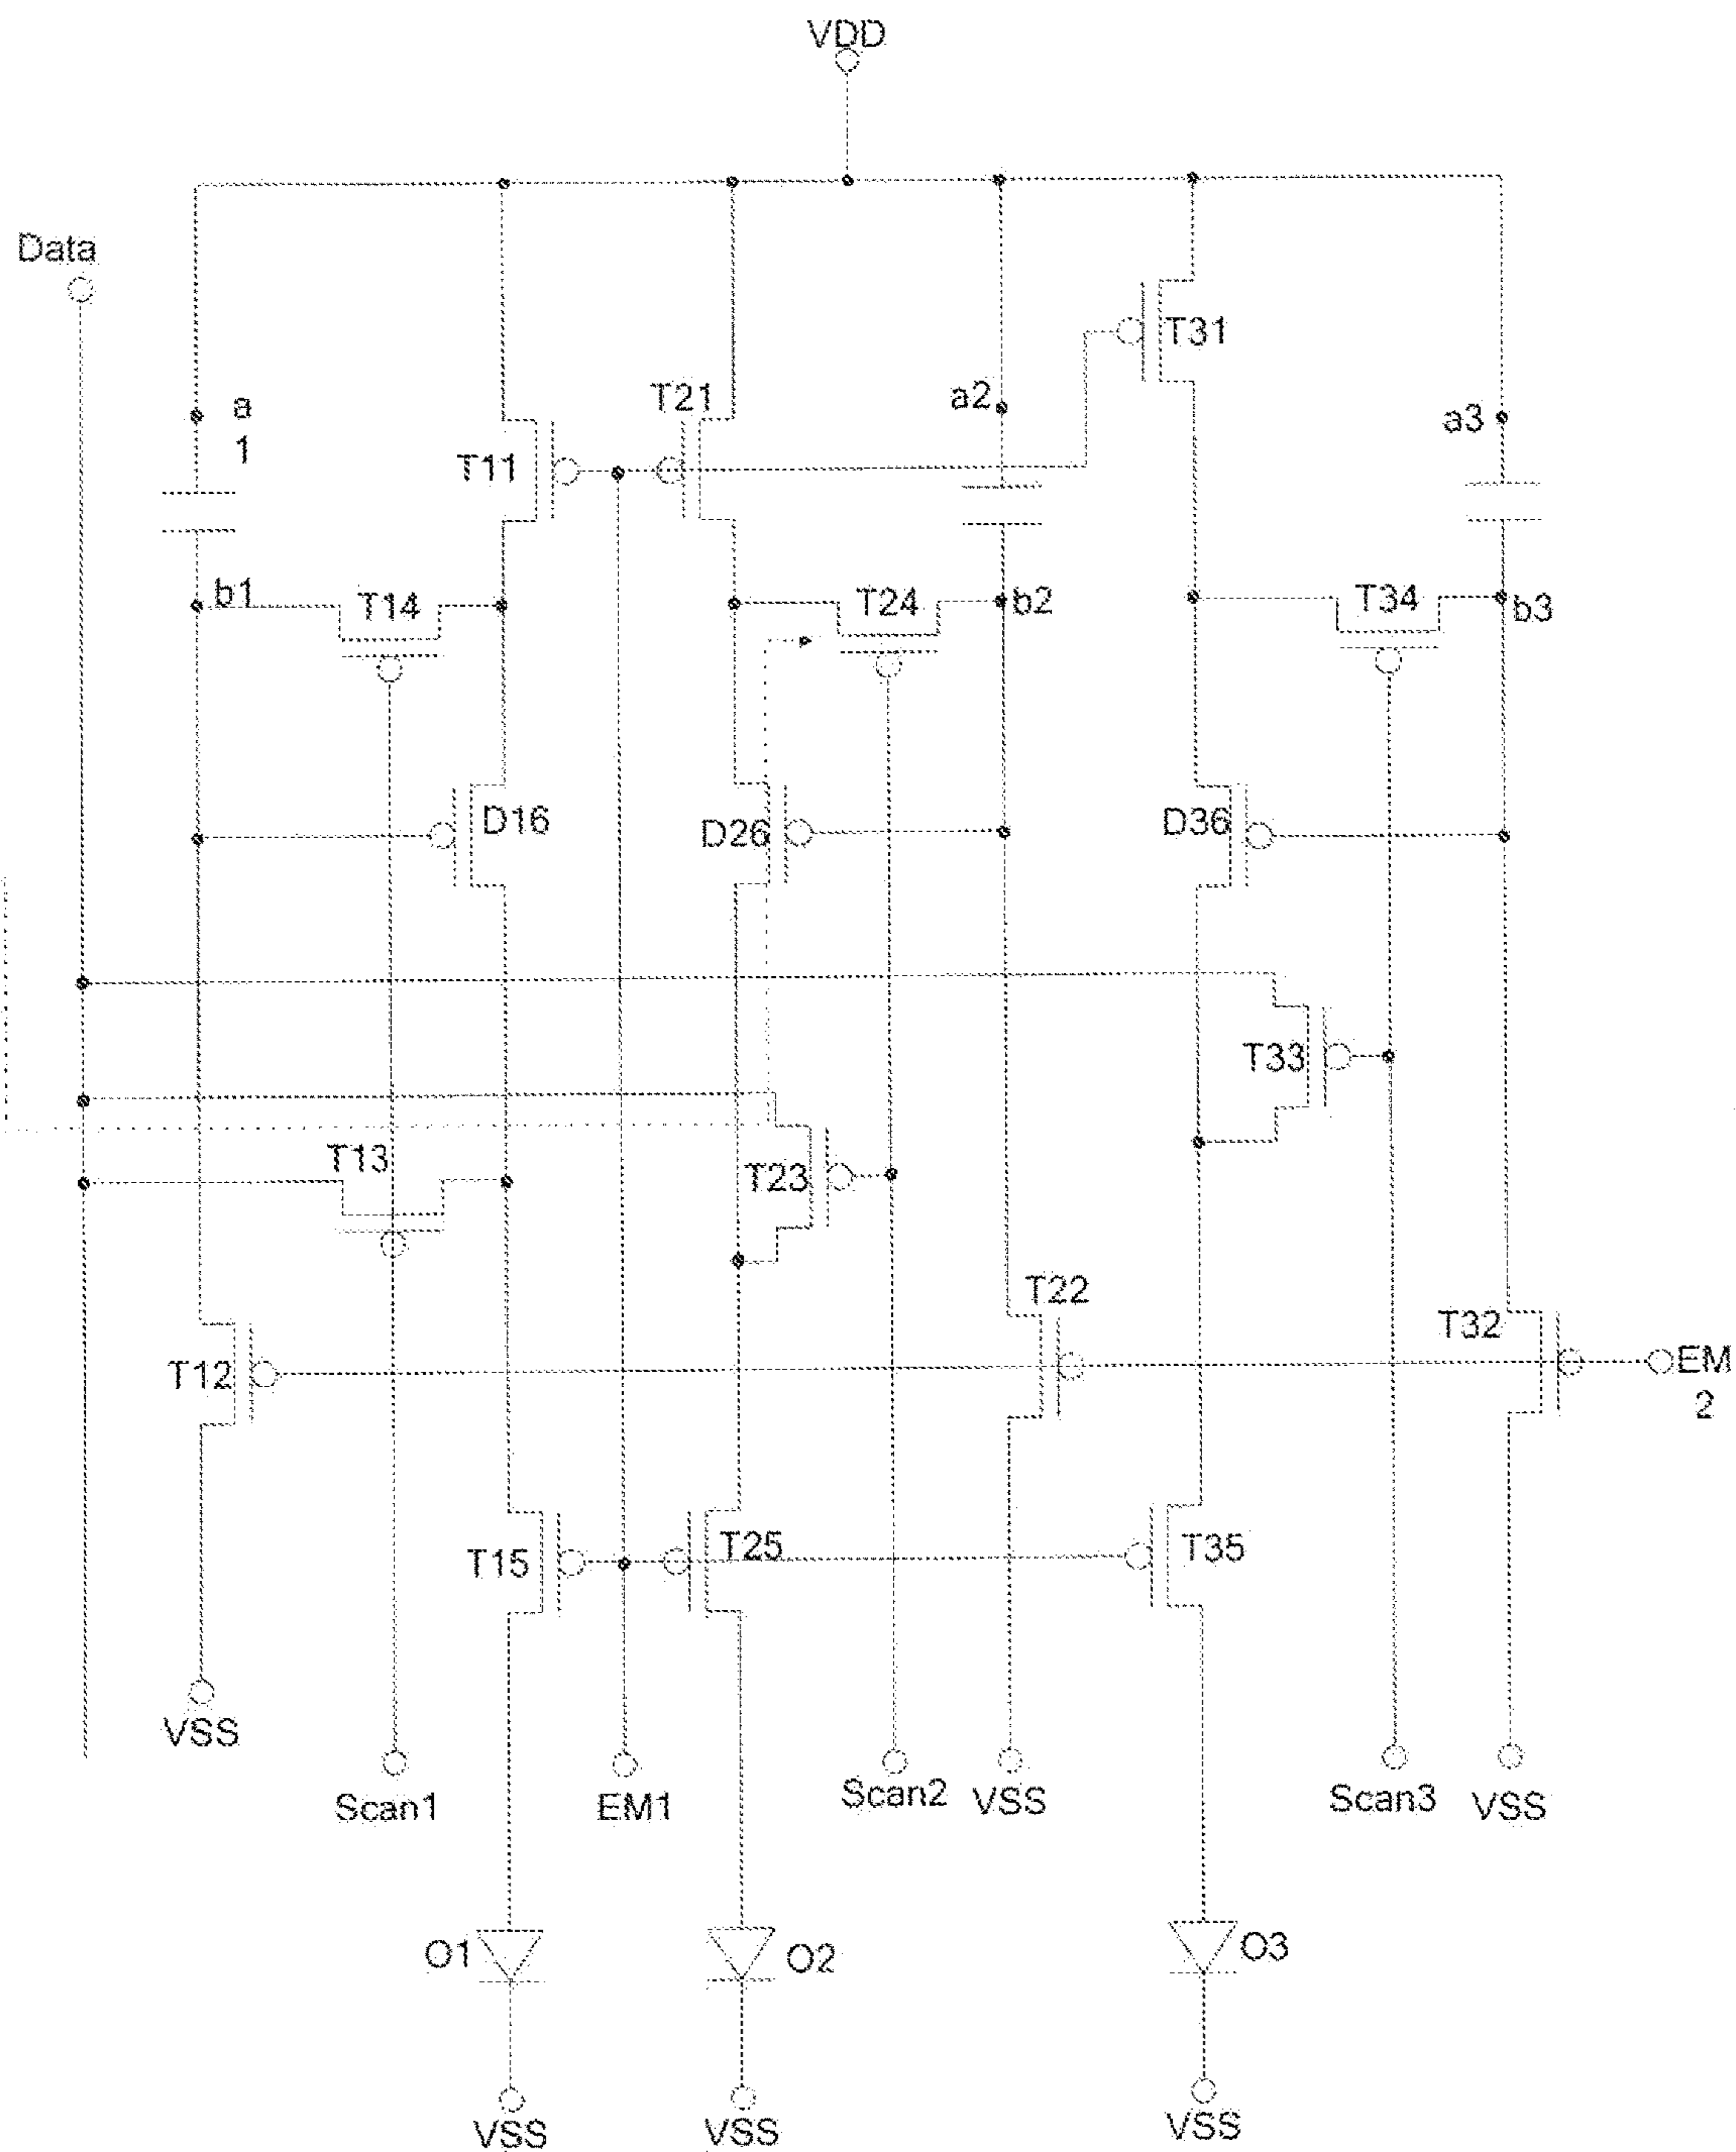 VDD
Data
T31
T21
a2
a
1
a3
T11
b1
T14
T24
b2
T34
b3
D16
D26
D36
T33
T13
T23
T22
T32
T12
EM
2
T15
T25
T35
VSS
Scan1
EM1
Scan2
VSS
Scan3
VSS
O1
O2
O3
VSS
VSS
VSS